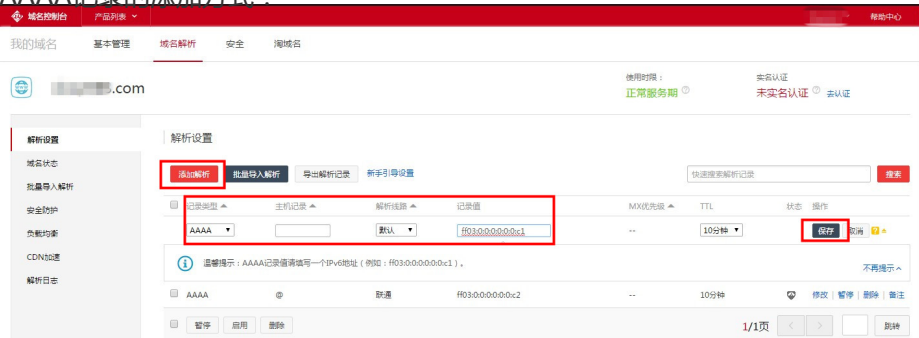 AAAA记录的添加方式：
域名控制台 产品列表 帮助中心
我的域名 基本管理 域名解析 安全 淘域名
.com
使用时限： 实名认证
正常服务期 未实名认证 去认证
解析设置 解析设置
域名状态
批量导入解析
安全防护
负载均衡
CDN加速
解析日志
添加解析 批量导入解析 导出解析记录 新手引导设置 快速搜索解析记录 搜索
记录类型 主机记录 解析线路 记录值 MX优先级 TTL 状态 操作
AAAA 默认 ff03:0:0:0:0:0:0:c1 -- 10分钟 保存 取消
温馨提示：AAAA记录值请填写一个IPv6地址（例如：ff03:0:0:0:0:0:0:c1）。
不再提示
AAAA @ 联通 ff03:0:0:0:0:0:0:c2 -- 10分钟 修改 暂停 删除 备注
暂停 启用 删除 1/1页 跳转